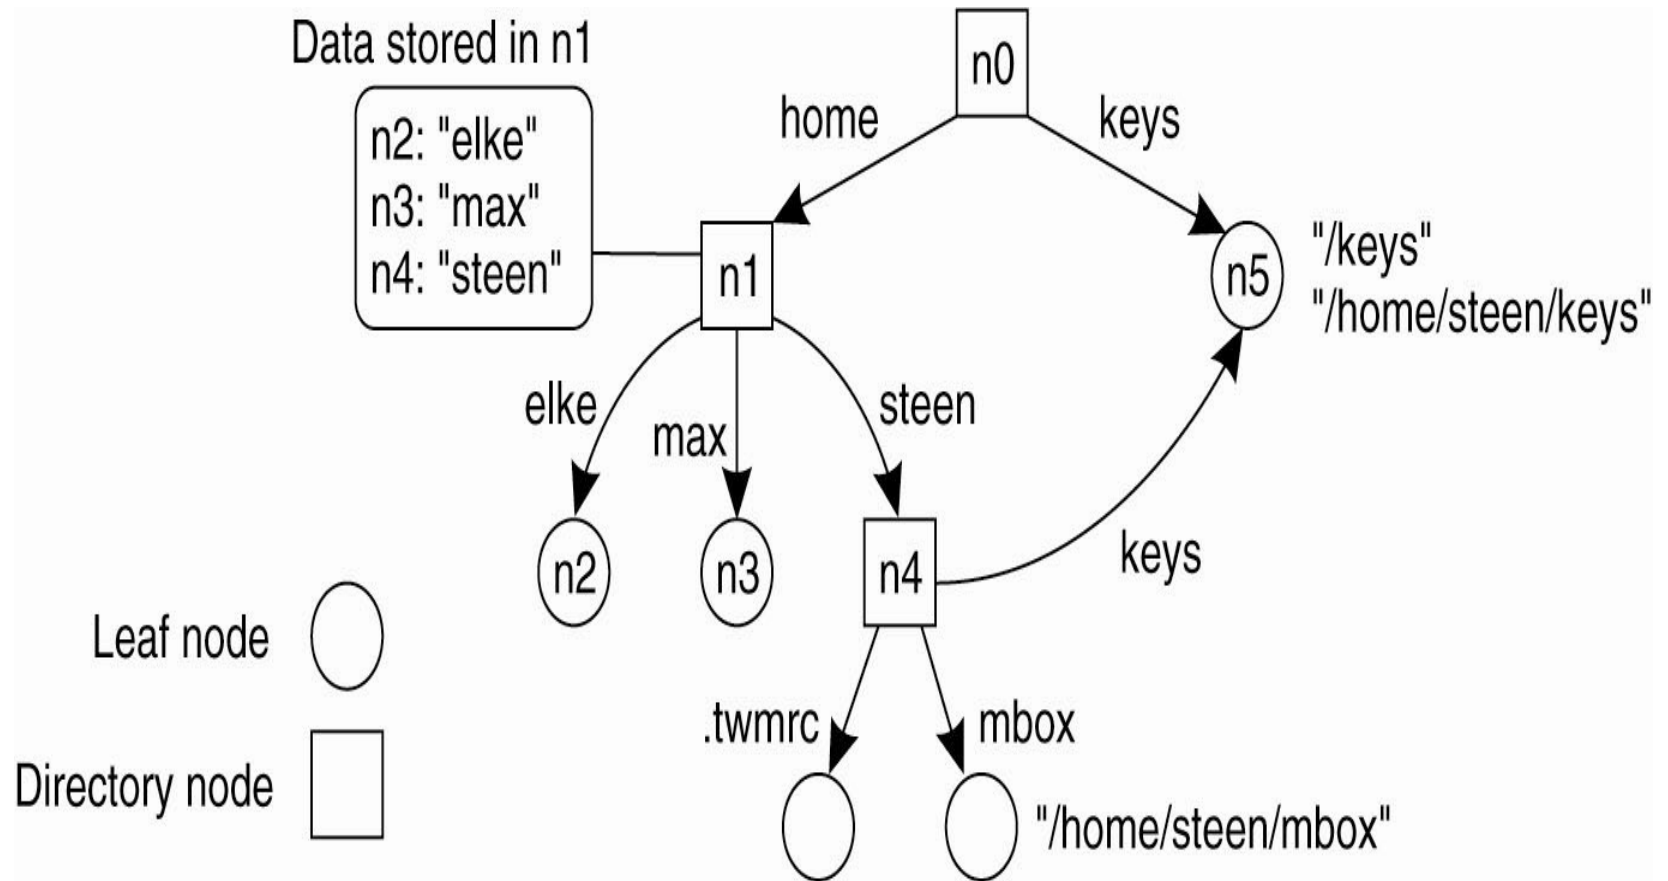 Data stored in n1
n0
home
keys
n2: "elke"
n3: "max"
n4: "steen"
n1
n5
"/keys"
"/home/steen/keys"
elke
max
steen
keys
n2
n3
n4
Leaf node
.twmrc
mbox
Directory node
"/home/steen/mbox"